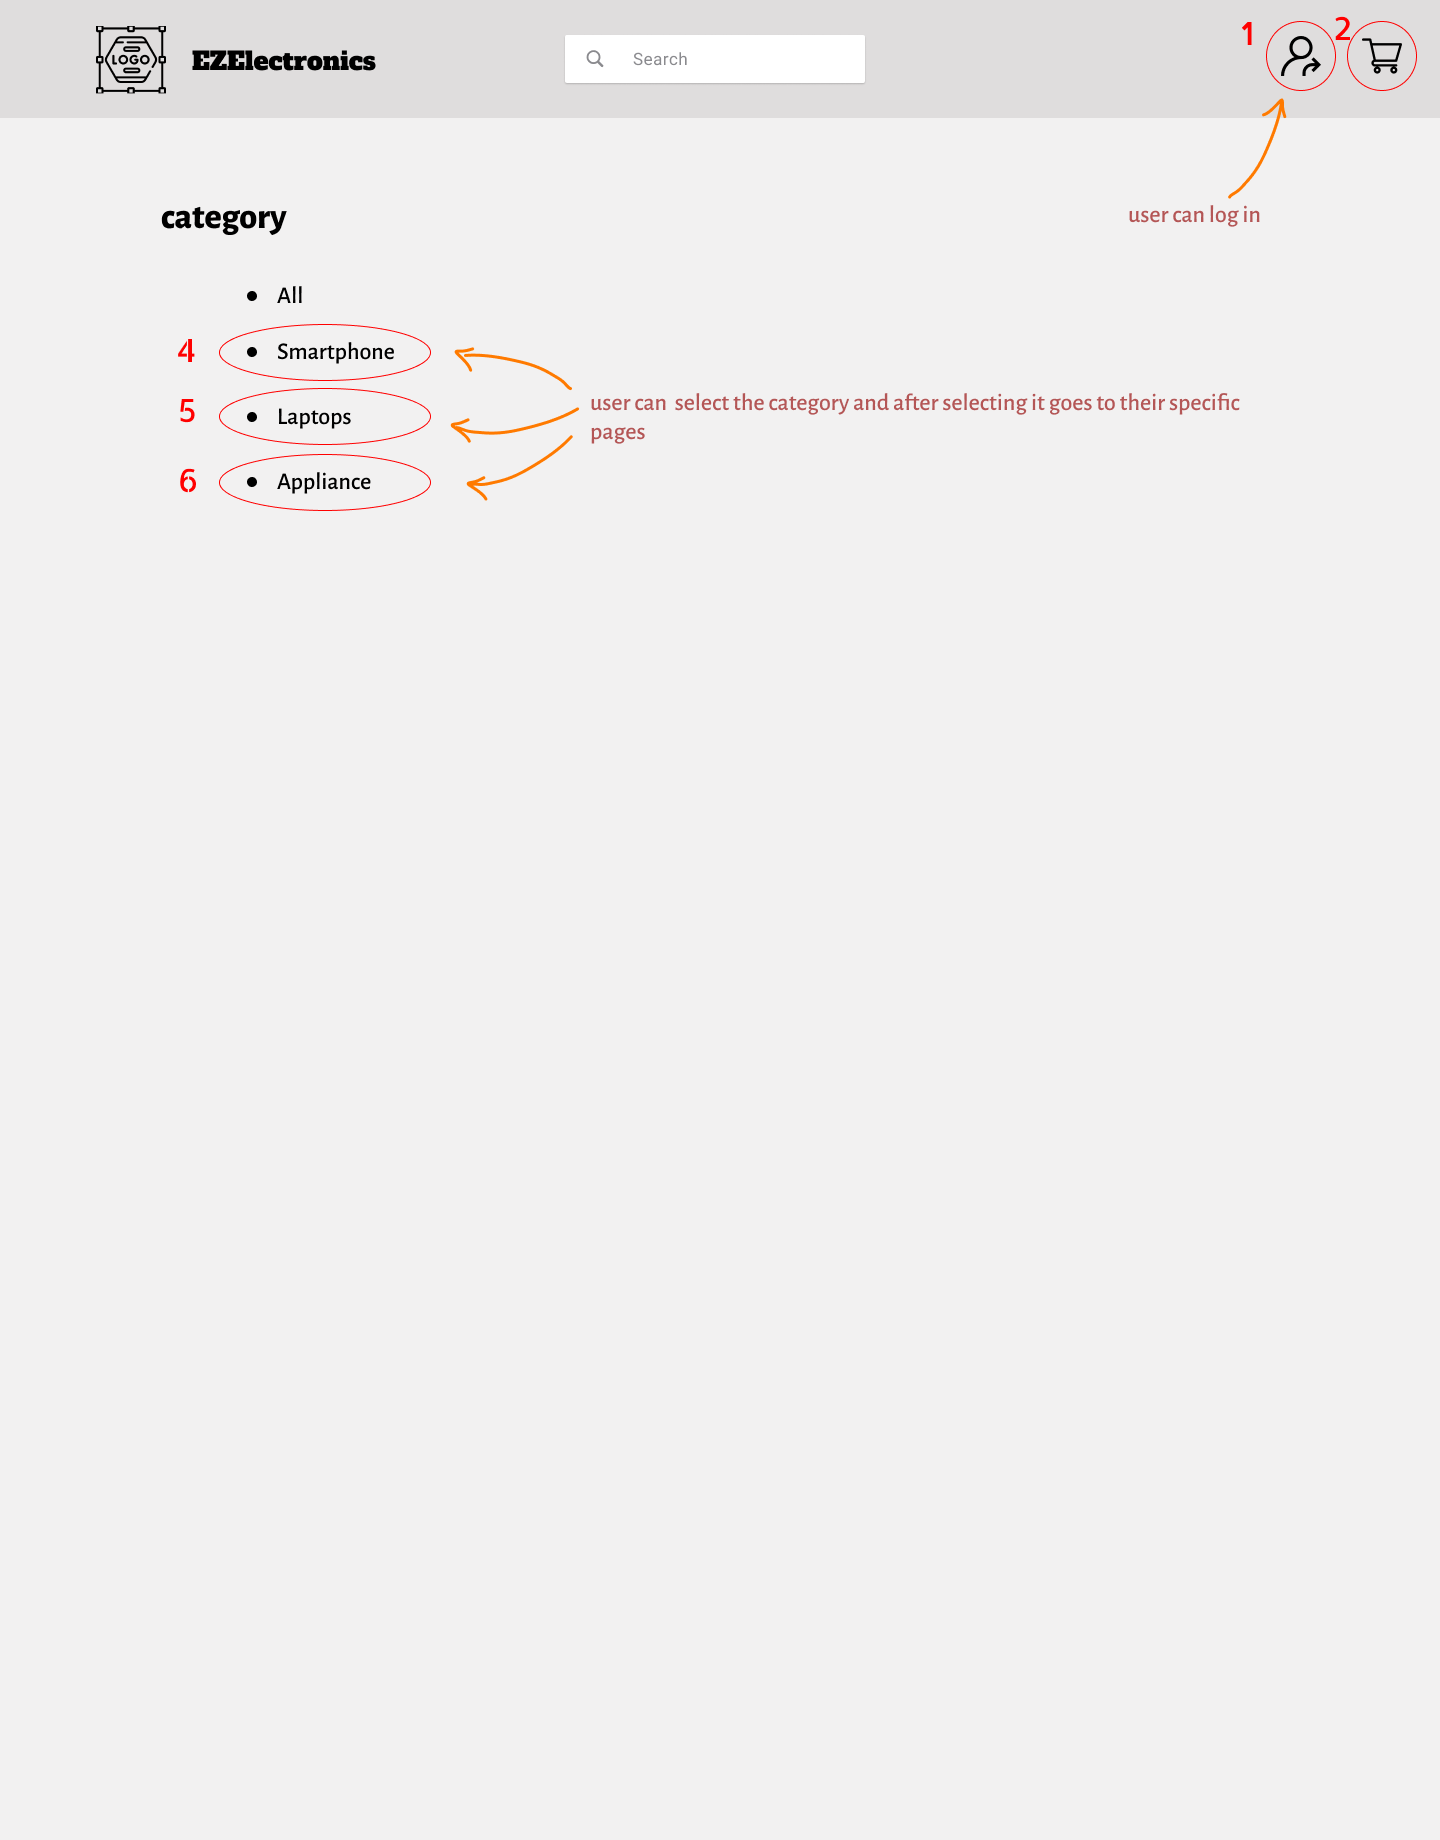 1
2
LOGO
EZElectronics
Search
category
user can log in
All
4
Smartphone
5
Laptops
user can  select the category and after selecting it goes to their specific
pages
6
Appliance